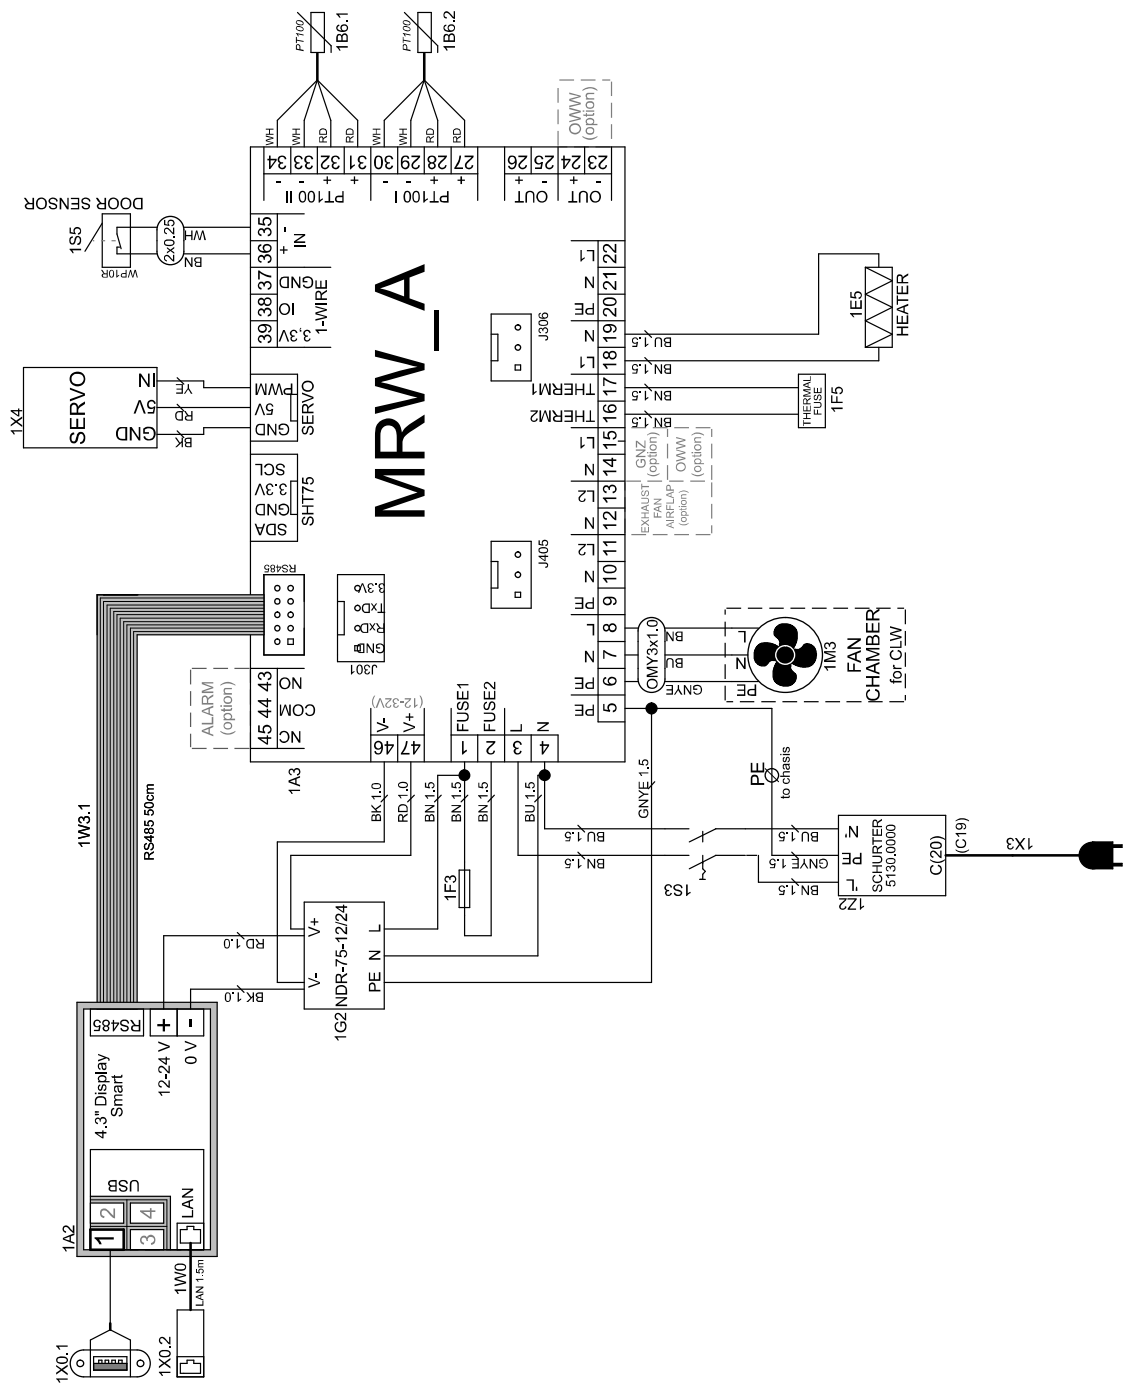 PT100
1B6.1
PT100
1B6.2
WH
WH
RD
RD
WH
WH
RD
RD
34
33
32
31
30
29
28
27
26
25
24
23
-
-
+
+
-
-
+
+
+
-
+
-
PT100 II
PT100 I
OUT
OUT
OWW
(option)
DOOR SENSOR
1S5
WP10R
2x0.25
WH
BN
35
36
37
38
39
-
+
IN
GND
IO
3,3V
1-WIRE
1X4
SERVO
IN
5V
GND
YE
RD
BK
PWM
5V
GND
SERVO
SCL
3.3V
GND
SDA
SHT75
MRW_A
J306
J405
RS485
3.3V
TxD
RxD
GND
J301
22
21
20
19
18
17
16
15
14
13
12
11
10
9
8
7
6
5
L1
N
PE
N
L1
THERM1
THERM2
L1
N
L2
N
L2
N
PE
L
N
PE
PE
BU 1.5
BN 1.5
BN 1.5
BN 1.5
1E5
HEATER
THERMAL
FUSE
1F5
GNZ
(option)
OWW
(option)
EXHAUST
FAN
AIRFLAP
(option)
OMY3x1.0
BN
BU
GNYE
L
N
PE
1M3
FAN
CHAMBER
for CLW
ALARM
(option)
45 44 43
NO
COM
NC
1A3
46
47
V-
V+
(12-32V)
1
2
3
4
FUSE1
FUSE2
L
N
BK 1.0
RD 1.0
BN 1.5
BN 1.5
BN 1.5
BU 1.5
GNYE 1.5
PE
to chasis
1W3.1
RS485 50cm
1F3
BU 1.5
BN 1.5
1S3
BU 1.5
GNYE 1.5
BN 1.5
N'
PE
'L
SCHURTER
5130.0000
1Z2
C(20)
(C19)
1X3
RD 1.0
BK 1.0
V+
V-
L
N
PE
NDR-75-12/24
1G2
RS485
+
-
12-24 V
0 V
4.3" Display
Smart
USB
1
2
3
4
LAN
1A2
1W0
LAN 1.5m
1X0.1
1X0.2